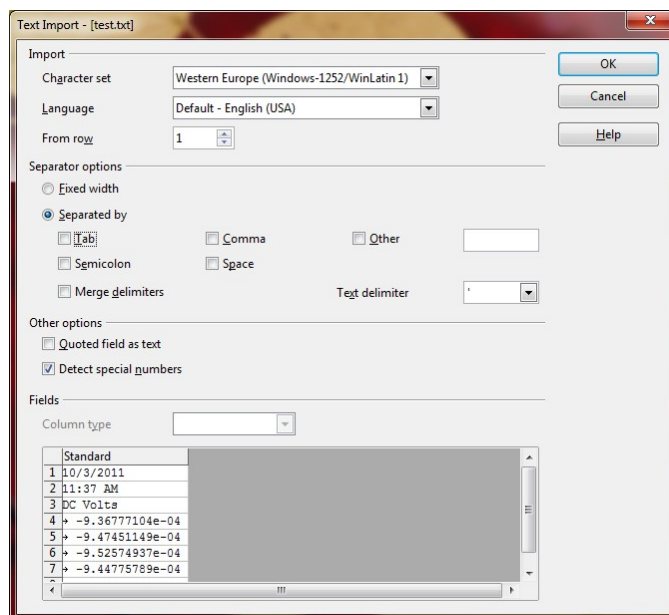 Text Import - [test.txt]
Import
Character set Western Europe (Windows-1252/WinLatin 1)
OK
Language Default - English (USA)
Cancel
From row 1
Help
Separator options
Fixed width
Separated by
Tab Comma Other
Semicolon Space
Merge delimiters Text delimiter '
Other options
Quoted field as text
Detect special numbers
Fields
Column type
Standard
1 10/3/2011
2 11:37 AM
3 DC Volts
4 → -9.36777104e-04
5 → -9.47451149e-04
6 → -9.52574937e-04
7 → -9.44775789e-04